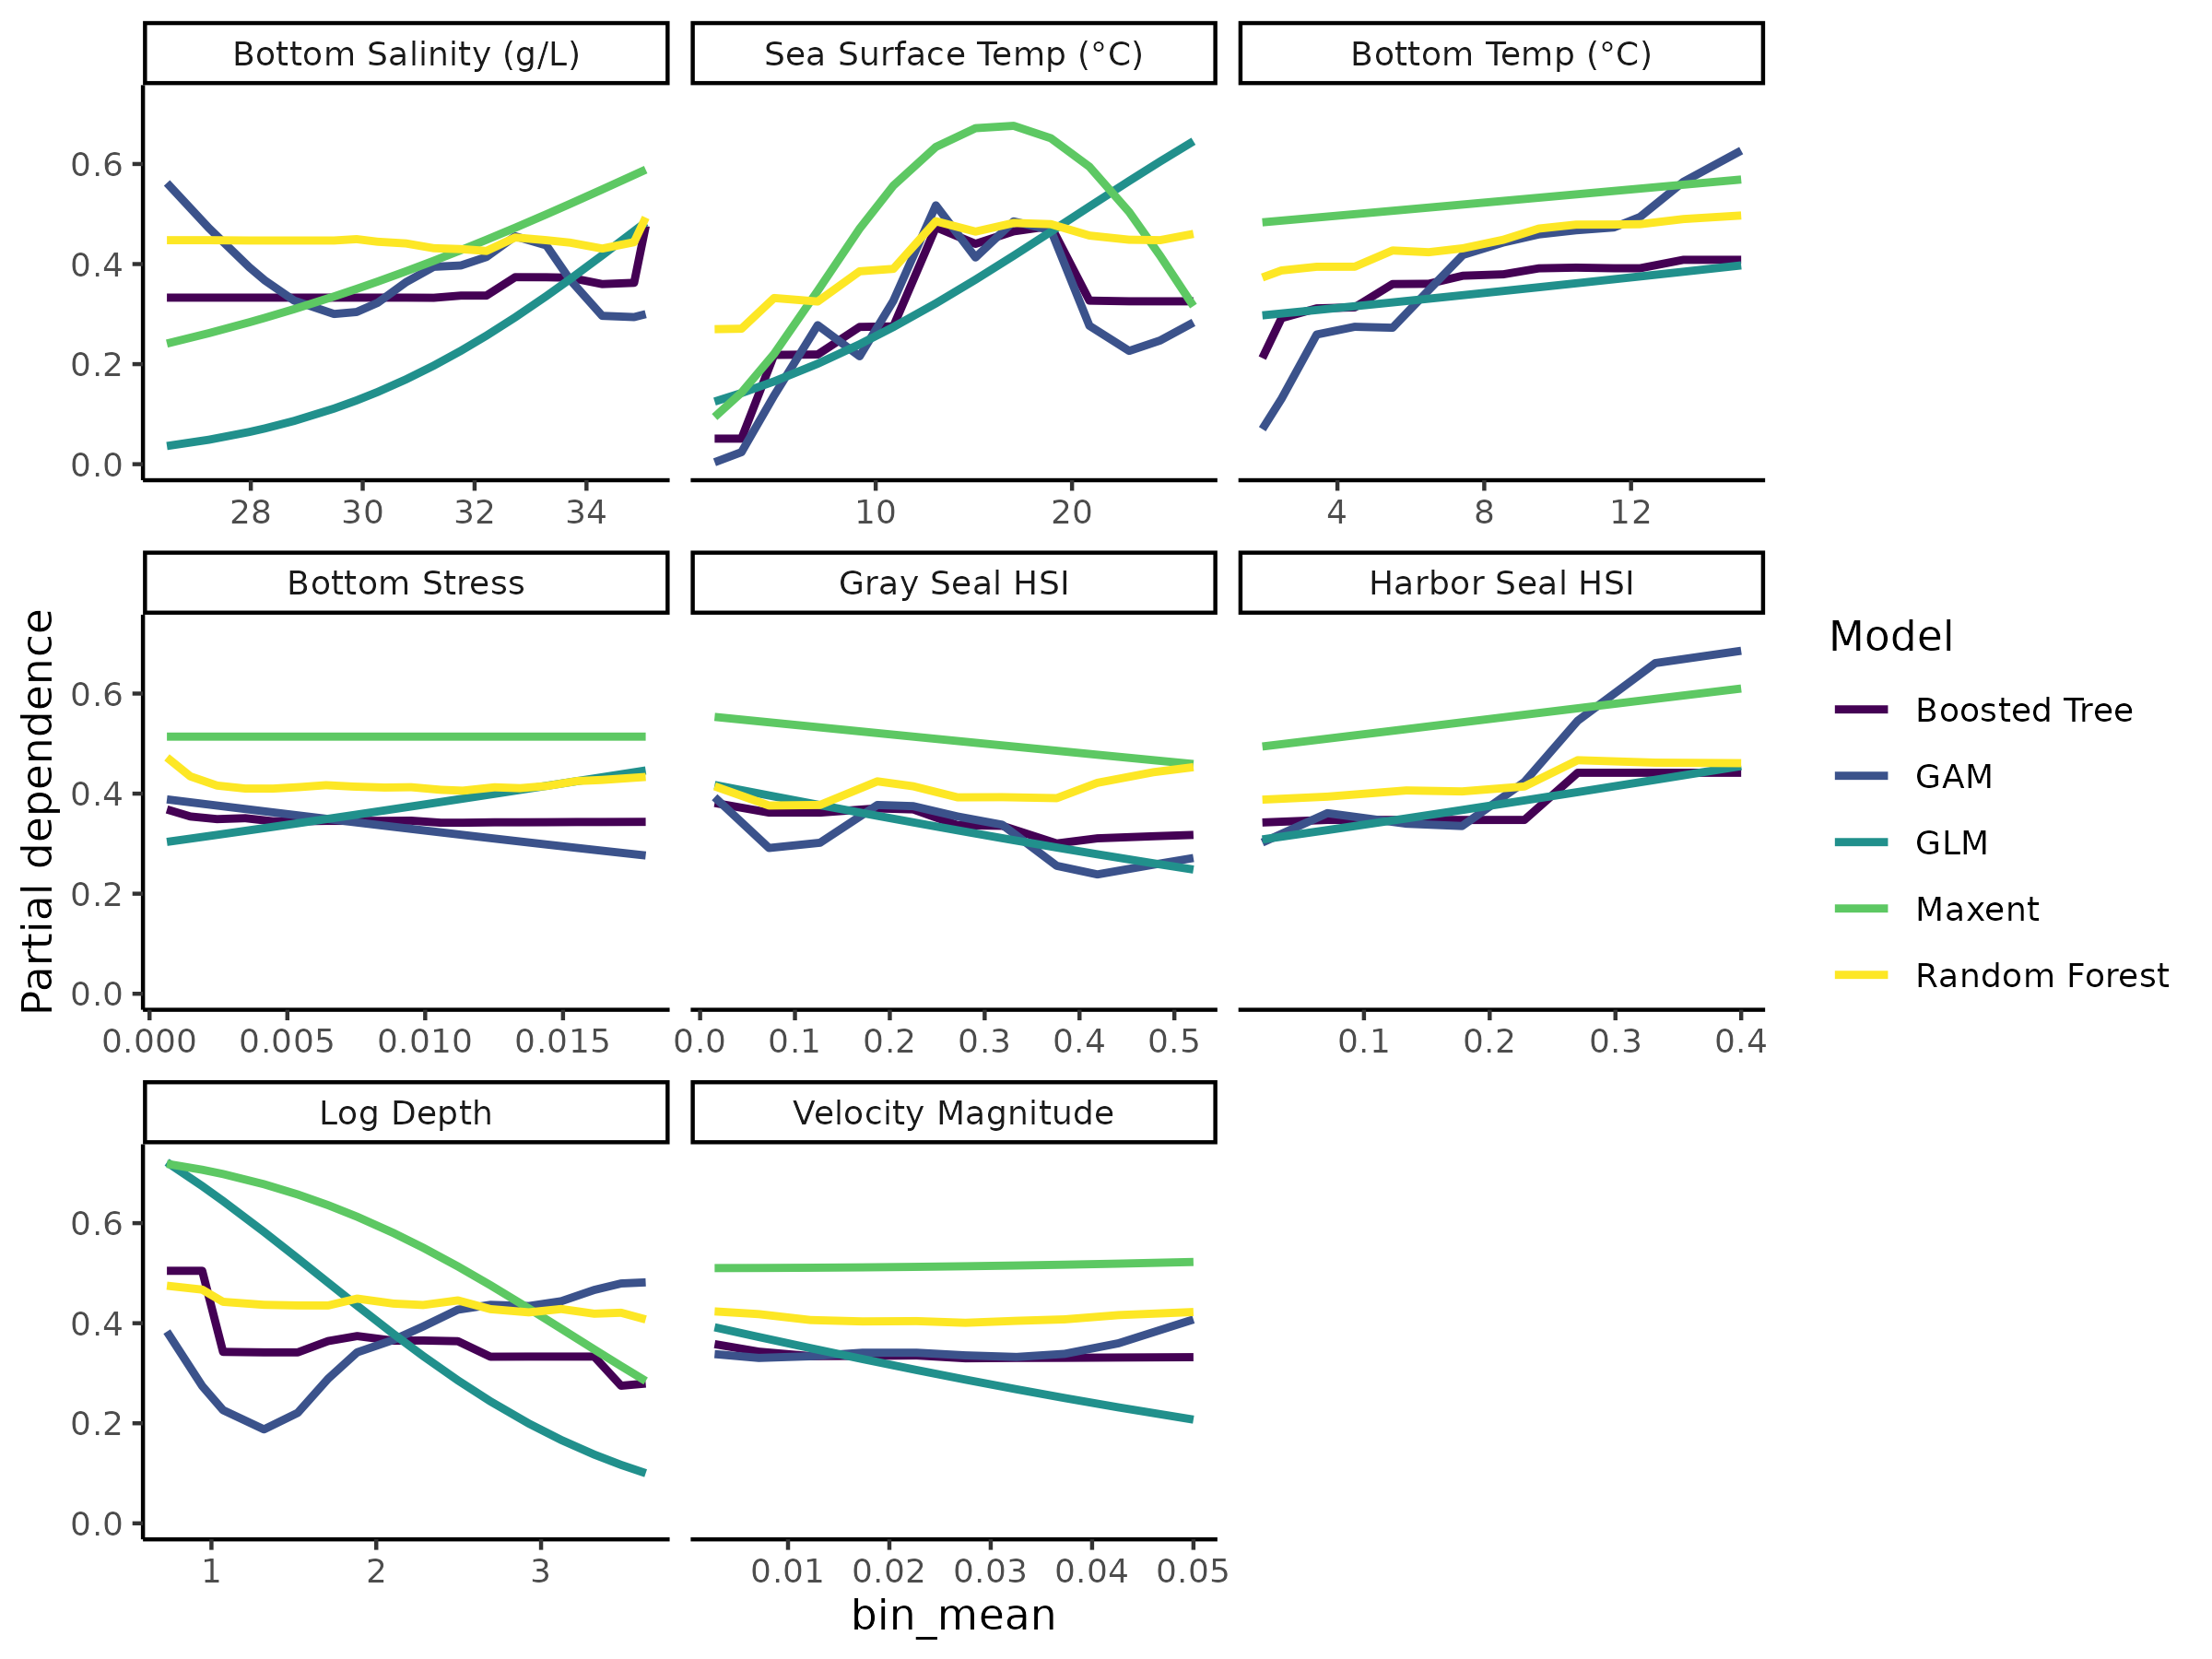 Bottom Salinity (g/L) Sea Surface Temp (°C) Bottom Temp (°C)
0.6
0.4
0.2
0.0
28 30 32 34 10 20 4 8 12
Bottom Stress Gray Seal HSI Harbor Seal HSI
0.6
0.4
0.2
0.0
0.000 0.005 0.010 0.015 0.0 0.1 0.2 0.3 0.4 0.5 0.1 0.2 0.3 0.4
Log Depth Velocity Magnitude
0.6
0.4
0.2
0.0
1 2 3 0.01 0.02 0.03 0.04 0.05
bin_mean
Partial dependence
Model
Boosted Tree
GAM
GLM
Maxent
Random Forest